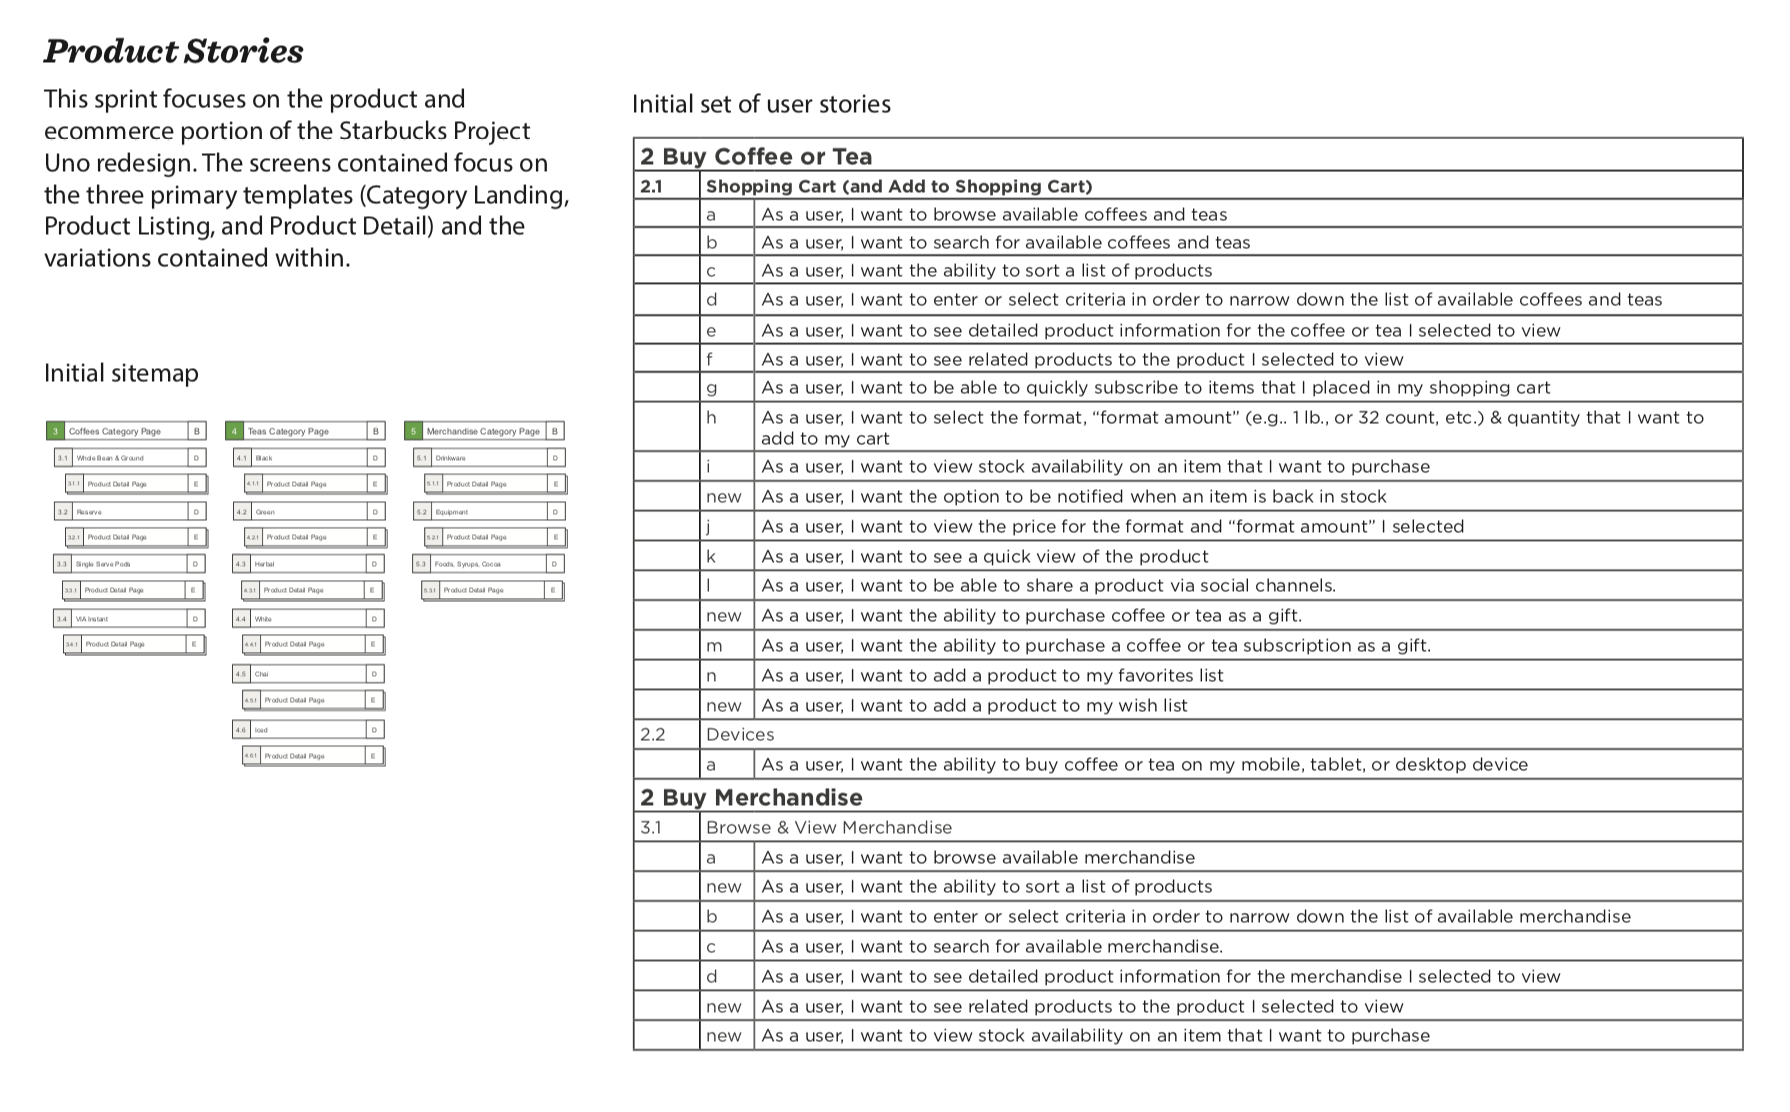 Product Stories
This sprint focuses on the product and
ecommerce portion of the Starbucks Project
Uno redesign. The screens contained focus on
the three primary templates (Category Landing,
Product Listing, and Product Detail) and the
variations contained within.
Initial sitemap
3 Coffees Category Page B
3.1 Whole Bean & Ground D
3.1.1 Product Detail Page E
3.2 Reserve D
3.2.1 Product Detail Page E
3.3 Single Serve Pods D
3.3.1 Product Detail Page E
3.4 VIA Instant D
3.4.1 Product Detail Page E
4 Teas Category Page B
4.1 Black D
4.1.1 Product Detail Page E
4.2 Green D
4.2.1 Product Detail Page E
4.3 Herbal D
4.3.1 Product Detail Page E
4.4 White D
4.4.1 Product Detail Page E
4.5 Chai D
4.5.1 Product Detail Page E
4.6 Iced D
4.6.1 Product Detail Page E
5 Merchandise Category Page B
5.1 Drinkware D
5.1.1 Product Detail Page E
5.2 Equipment D
5.2.1 Product Detail Page E
5.3 Foods, Syrups, Cocoa D
5.3.1 Product Detail Page E
Initial set of user stories
2 Buy Coffee or Tea
2.1 Shopping Cart (and Add to Shopping Cart)
a As a user, I want to browse available coffees and teas
b As a user, I want to search for available coffees and teas
c As a user, I want the ability to sort a list of products
d As a user, I want to enter or select criteria in order to narrow down the list of available coffees and teas
e As a user, I want to see detailed product information for the coffee or tea I selected to view
f As a user, I want to see related products to the product I selected to view
g As a user, I want to be able to quickly subscribe to items that I placed in my shopping cart
h As a user, I want to select the format, “format amount” (e.g.. 1 lb., or 32 count, etc.) & quantity that I want to
add to my cart
i As a user, I want to view stock availability on an item that I want to purchase
new As a user, I want the option to be notified when an item is back in stock
j As a user, I want to view the price for the format and “format amount” I selected
k As a user, I want to see a quick view of the product
l As a user, I want to be able to share a product via social channels.
new As a user, I want the ability to purchase coffee or tea as a gift.
m As a user, I want the ability to purchase a coffee or tea subscription as a gift.
n As a user, I want to add a product to my favorites list
new As a user, I want to add a product to my wish list
2.2 Devices
a As a user, I want the ability to buy coffee or tea on my mobile, tablet, or desktop device
2 Buy Merchandise
3.1 Browse & View Merchandise
a As a user, I want to browse available merchandise
new As a user, I want the ability to sort a list of products
b As a user, I want to enter or select criteria in order to narrow down the list of available merchandise
c As a user, I want to search for available merchandise.
d As a user, I want to see detailed product information for the merchandise I selected to view
new As a user, I want to see related products to the product I selected to view
new As a user, I want to view stock availability on an item that I want to purchase